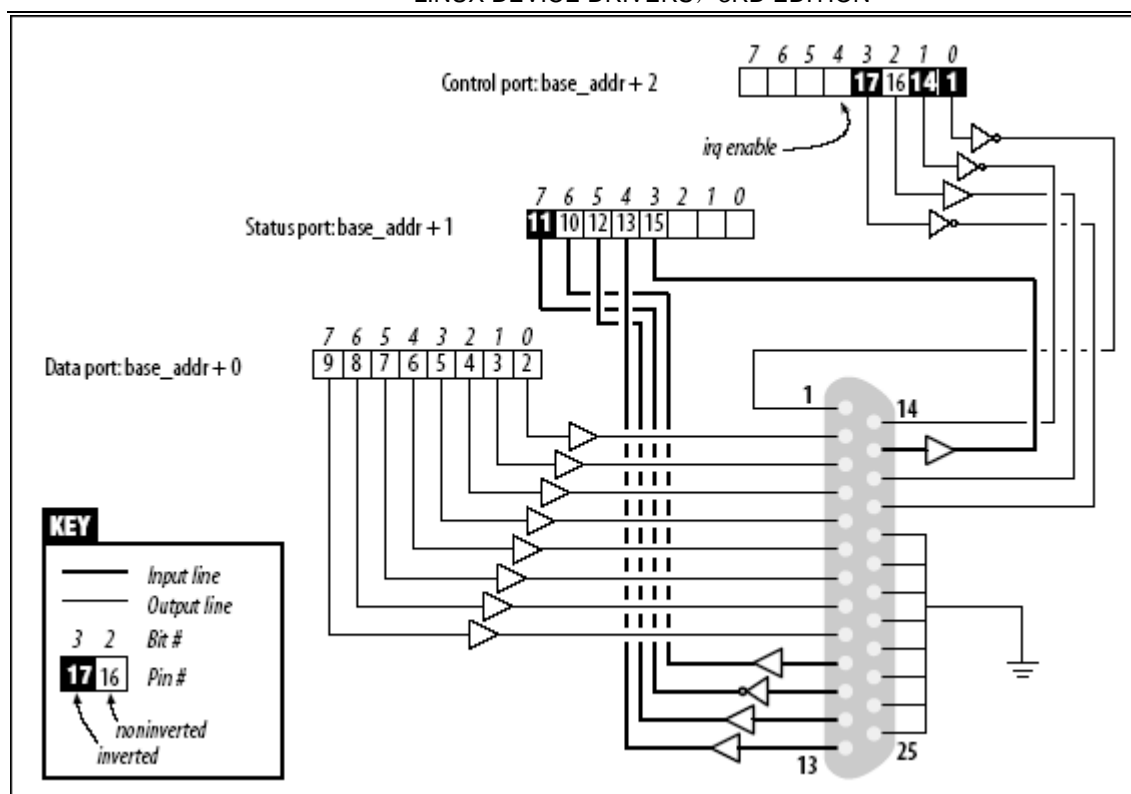 LINUX DEVICE DRIVERS, 3RD EDITION
7 6 5 4 3 2 1 0
Control port: base_addr + 2
17 16 14 1
irq enable
7 6 5 4 3 2 1 0
Status port: base_addr + 1
11 10 12 13 15
7 6 5 4 3 2 1 0
Data port: base_addr + 0
9 8 7 6 5 4 3 2
1
14
KEY
Input line
Output line
3 2 Bit #
17 16 Pin #
noninverted
inverted
13
25